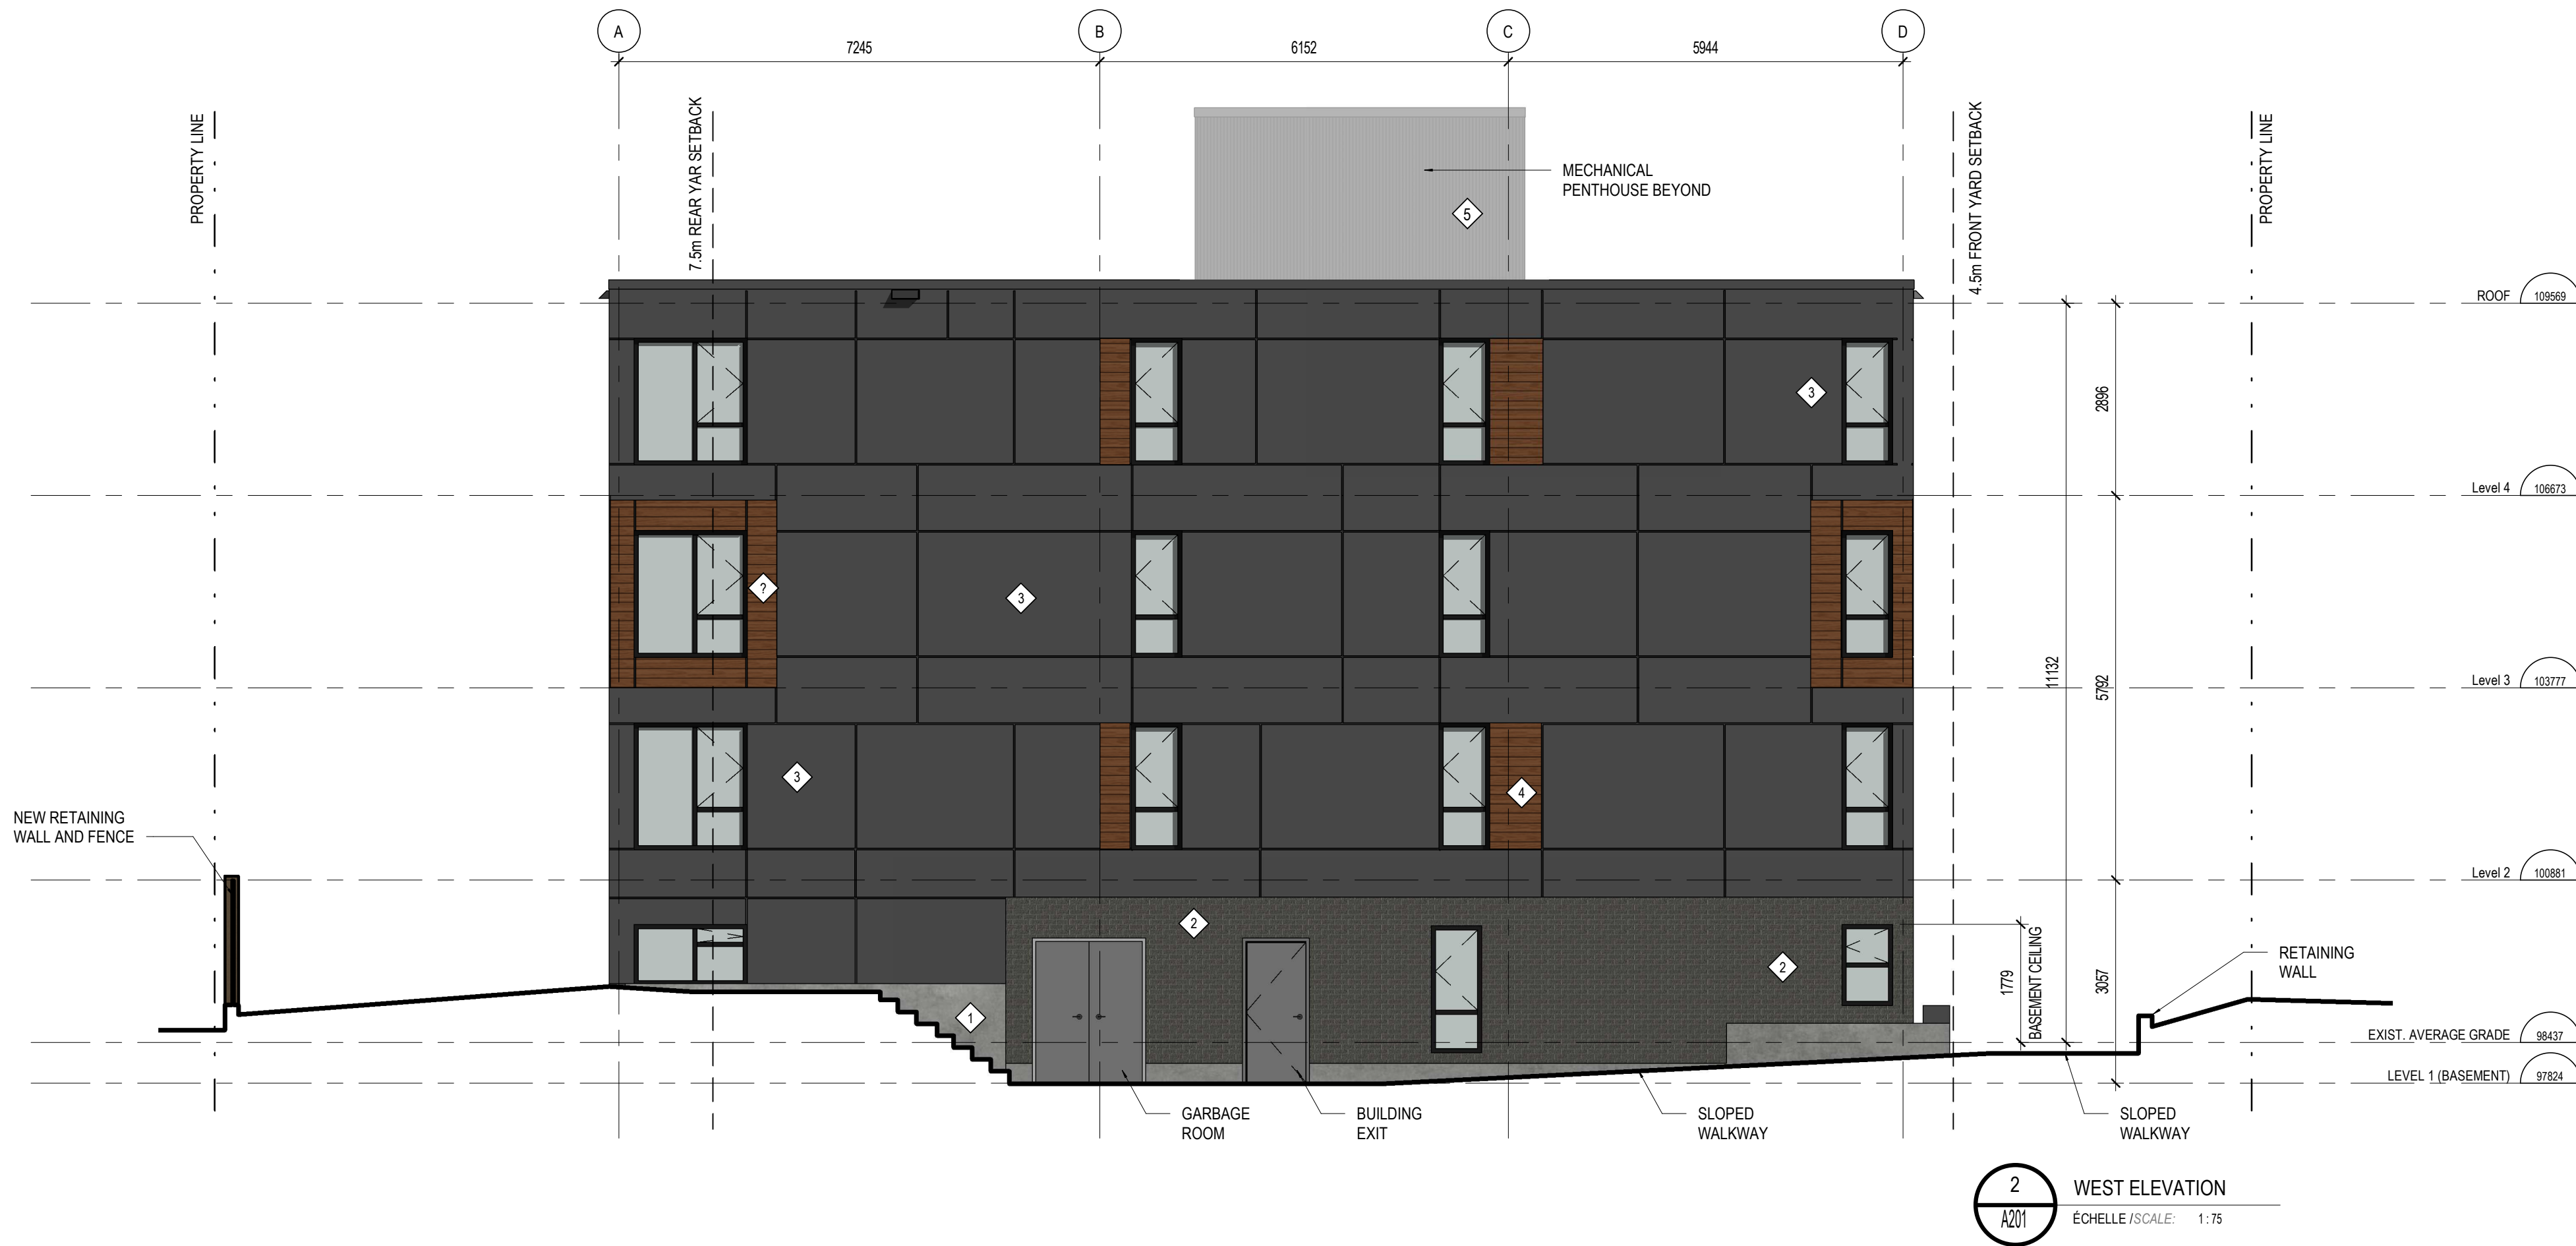 A
B
C
D
7245
6152
5944
PROPERTY LINE
7.5m REAR YAR SETBACK
4.5m FRONT YARD SETBACK
PROPERTY LINE
MECHANICAL
PENTHOUSE BEYOND
5
ROOF 109569
3
2896
Level 4 106673
?
3
11132
5792
Level 3 103777
3
4
NEW RETAINING
WALL AND FENCE
Level 2 100881
2
2
1
1779
BASEMENT CEILING
3057
RETAINING
WALL
EXIST. AVERAGE GRADE 98437
LEVEL 1 (BASEMENT) 97824
GARBAGE
ROOM
BUILDING
EXIT
SLOPED
WALKWAY
SLOPED
WALKWAY
2
A201
WEST ELEVATION
ÉCHELLE /SCALE: 1 : 75